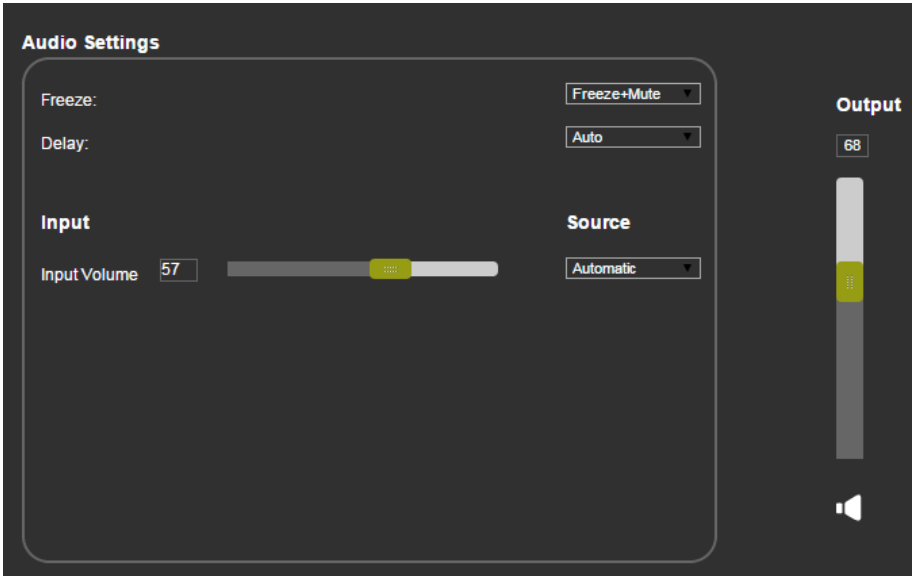 Audio Settings
Freeze: Freeze+Mute
Delay: Auto
Input Source
Input Volume 57 Automatic
Output
68